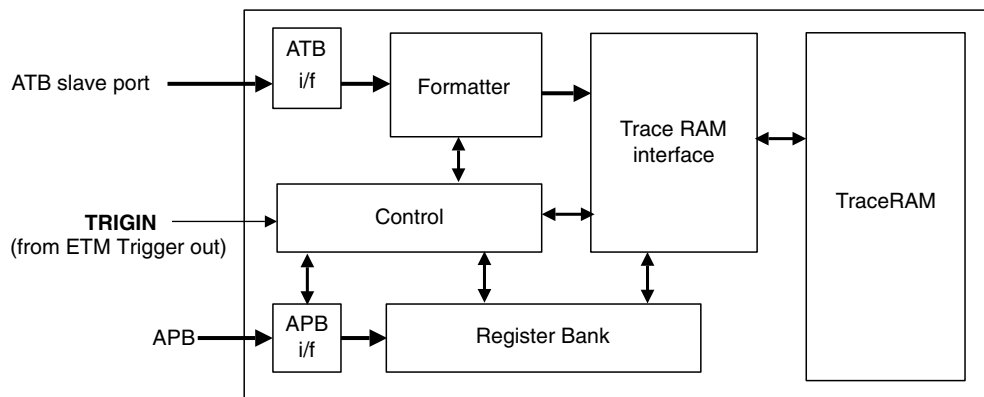 ATB
i/f
ATB slave port
Formatter
Trace RAM
interface
TraceRAM
TRIGIN
(from ETM Trigger out)
Control
APB
APB
i/f
Register Bank